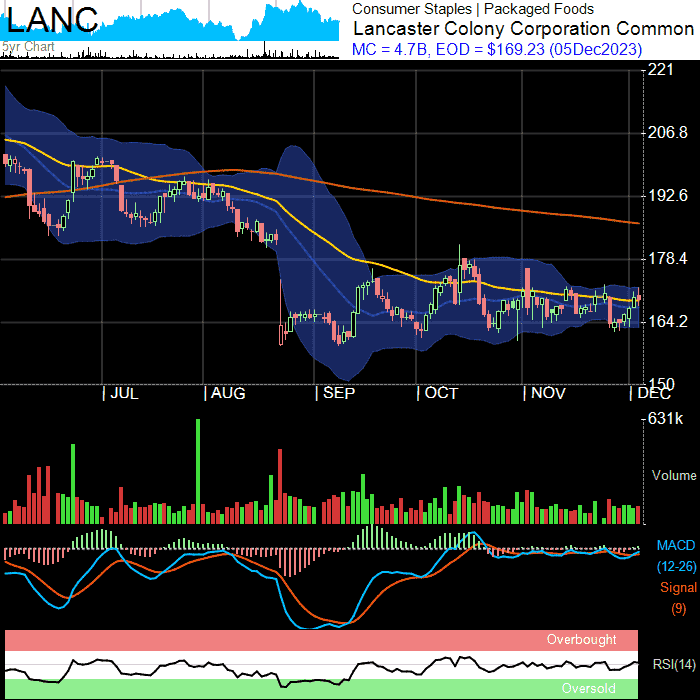 LANC
5yr Chart
Consumer Staples | Packaged Foods
Lancaster Colony Corporation Common
MC = 4.7B, EOD = $169.23 (05Dec2023)
221
206.8
192.6
178.4
164.2
150
| JUL
| AUG
| SEP
| OCT
| NOV
| DEC
631k
Volume
MACD
(12-26)
Signal
(9)
Overbought
RSI(14)
Oversold